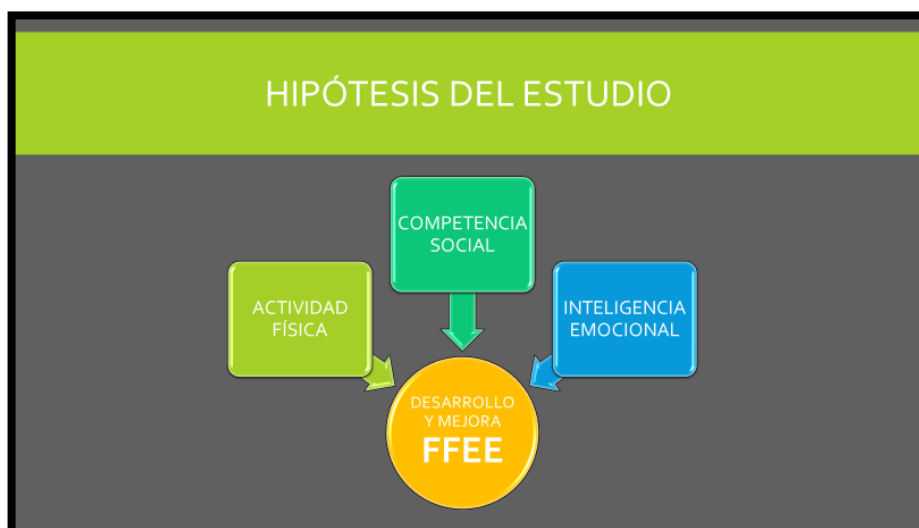 HIPÓTESIS DEL ESTUDIO
COMPETENCIA
SOCIAL
ACTIVIDAD
FÍSICA
INTELIGENCIA
EMOCIONAL
DESARROLLO
Y MEJORA
FFEE